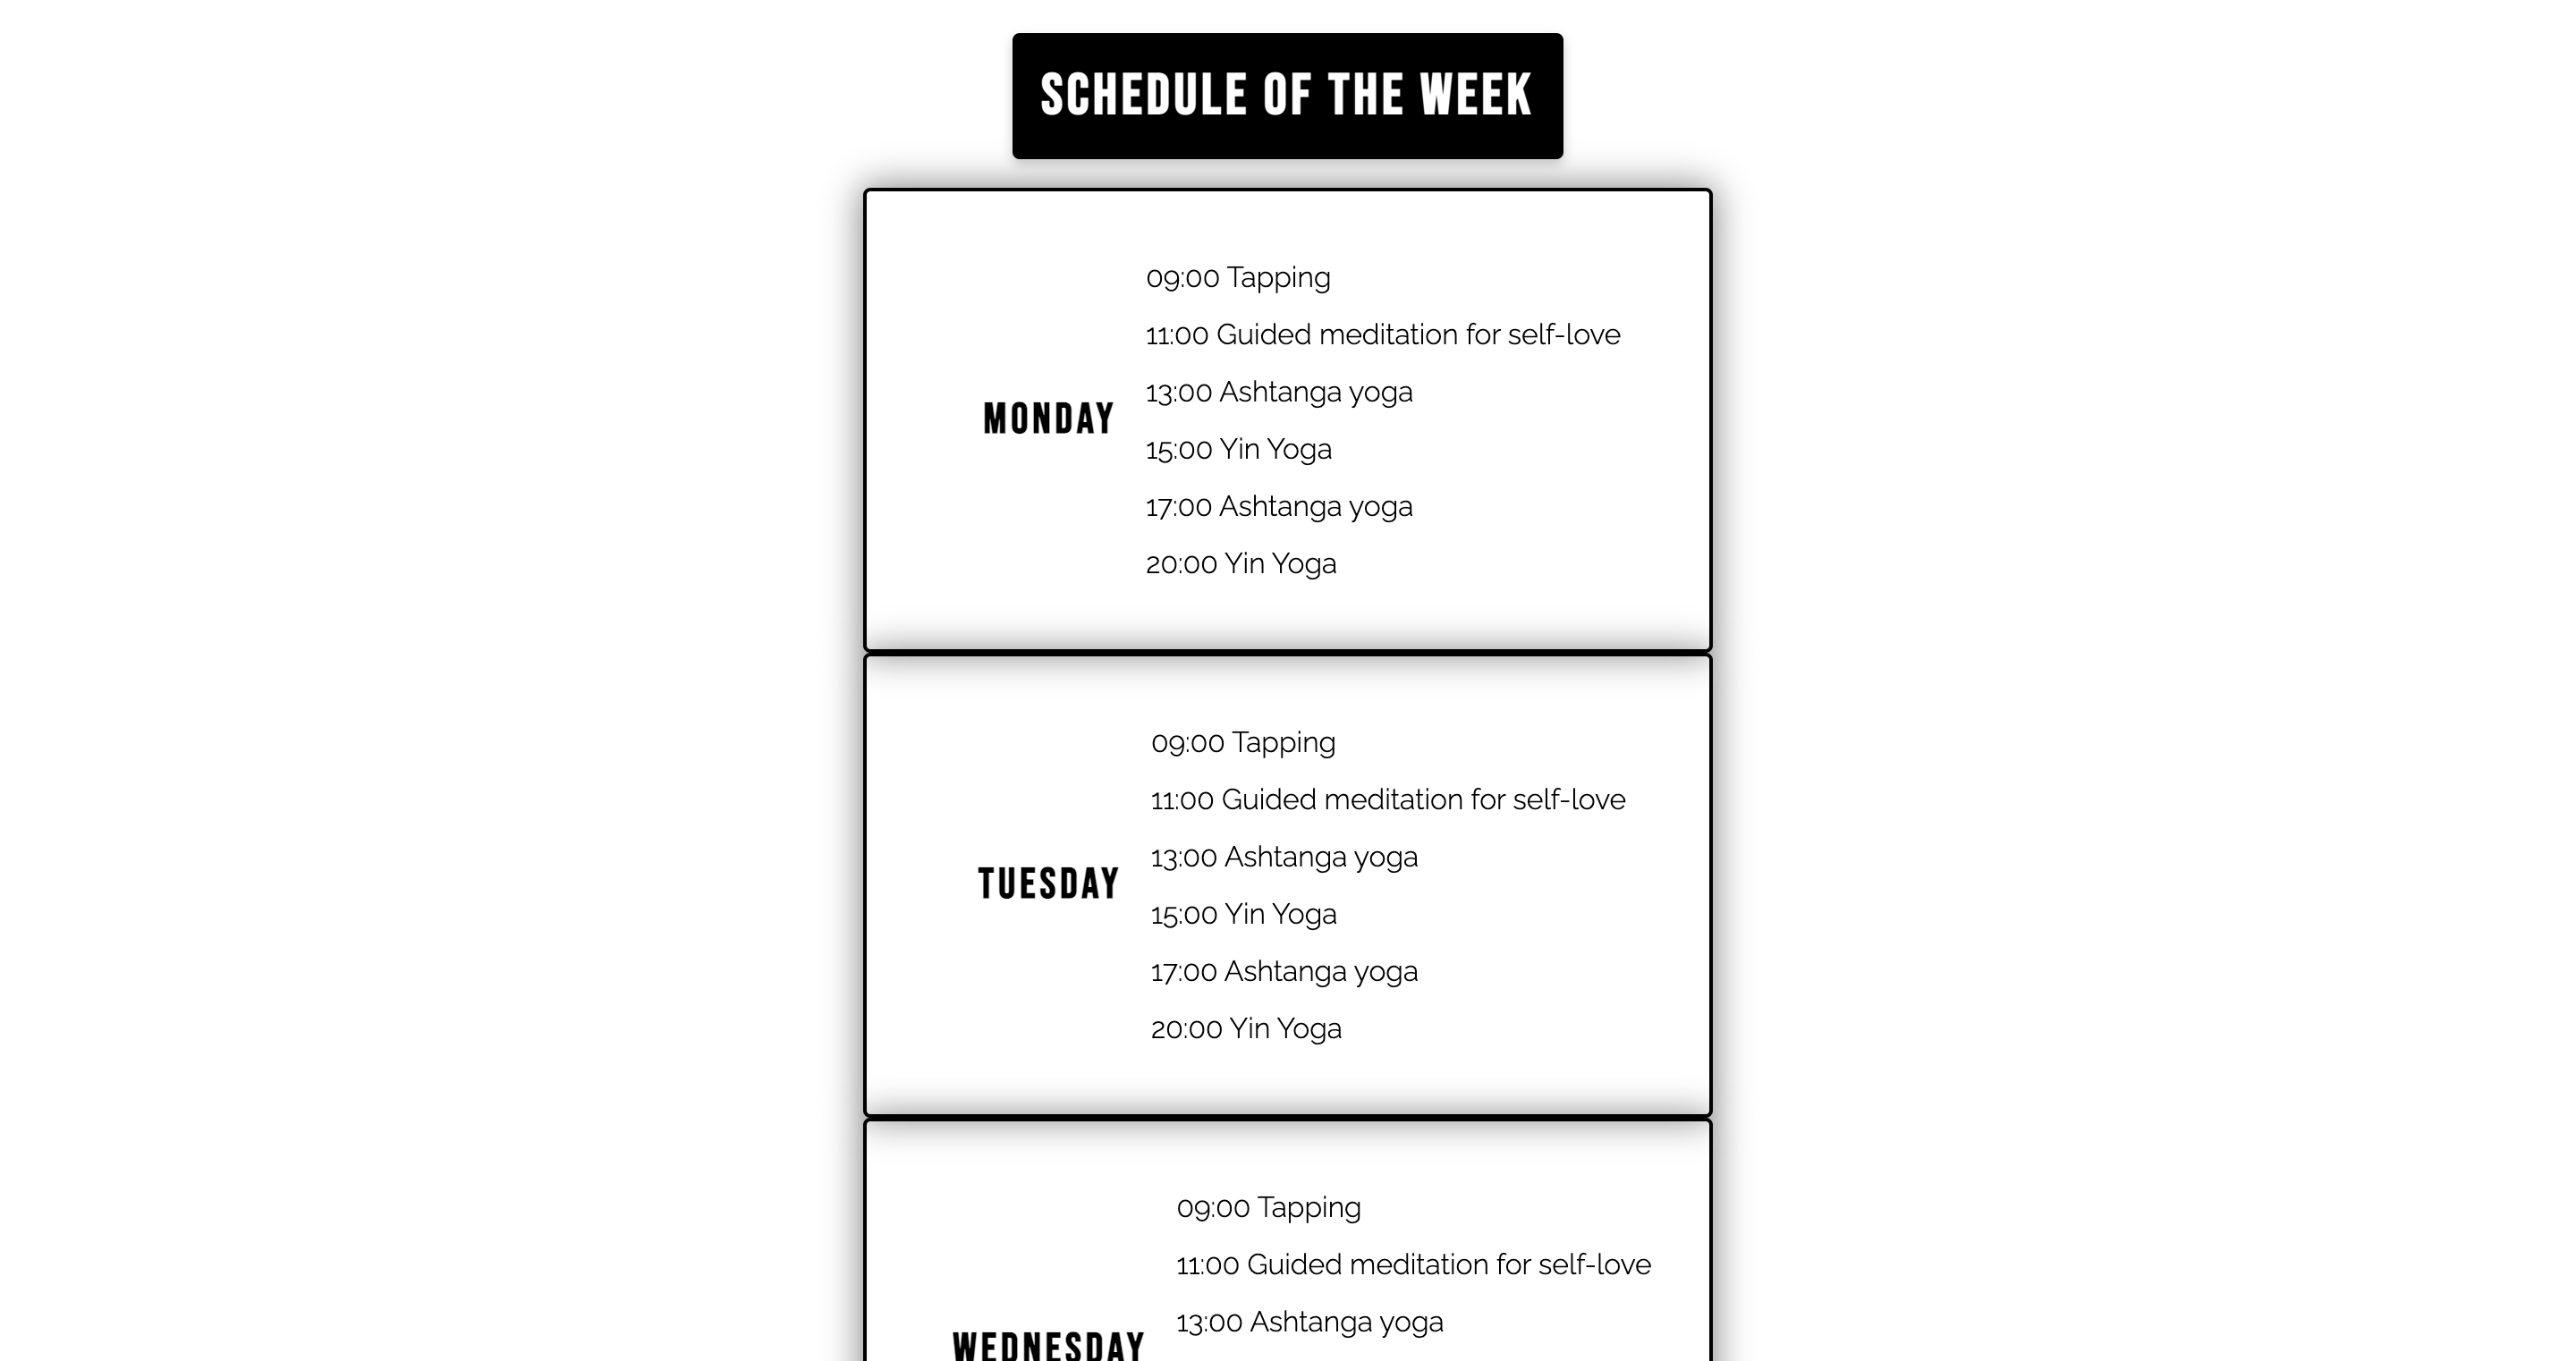 SCHEDULE OF THE WEEK
MONDAY
09:00 Tapping
11:00 Guided meditation for self-love
13:00 Ashtanga yoga
15:00 Yin Yoga
17:00 Ashtanga yoga
20:00 Yin Yoga
TUESDAY
09:00 Tapping
11:00 Guided meditation for self-love
13:00 Ashtanga yoga
15:00 Yin Yoga
17:00 Ashtanga yoga
20:00 Yin Yoga
WEDNESDAY
09:00 Tapping
11:00 Guided meditation for self-love
13:00 Ashtanga yoga